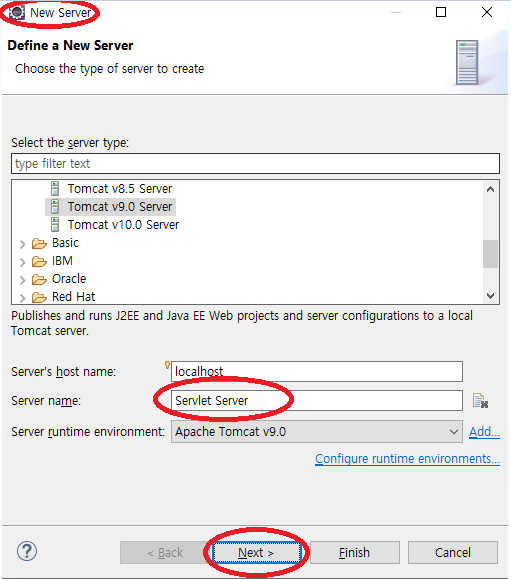 New Server
Define a New Server
Choose the type of server to create
Select the server type:
type filter text
Tomcat v8.5 Server
Tomcat v9.0 Server
Tomcat v10.0 Server
Basic
IBM
Oracle
Red Hat
Publishes and runs J2EE and Java EE Web projects and server configurations to a local
Tomcat server.
Server's host name: localhost
Server name: Servlet Server
Server runtime environment: Apache Tomcat v9.0 Add...
Configure runtime environments...
? < Back Next > Finish Cancel